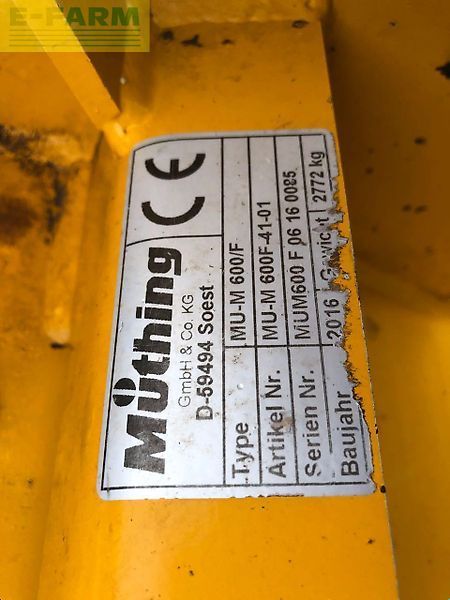 E-FARM
Müthing
GmbH & Co. KG
D-59494 Soest
CE
Type MU-M 600/F
Artikel Nr. MU-M 600F-41-01
Serien Nr. MUM600 F 06 16 0085
Baujahr 2016 Gewicht 2772 kg